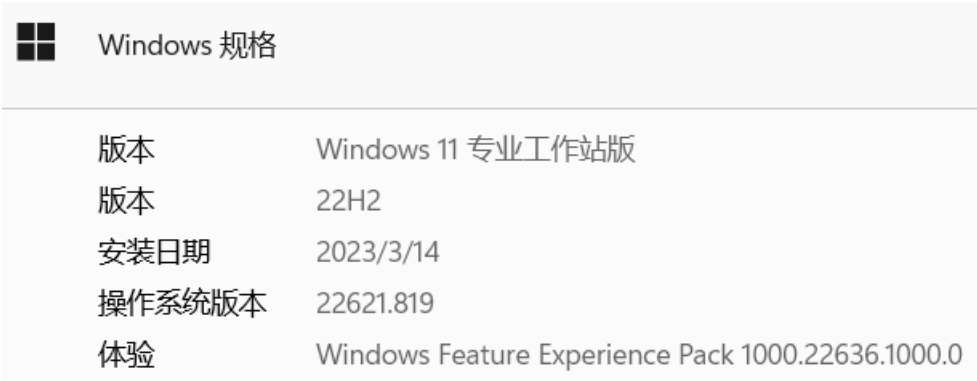 Windows 规格
版本 Windows 11 专业工作站版
版本 22H2
安装日期 2023/3/14
操作系统版本 22621.819
体验 Windows Feature Experience Pack 1000.22636.1000.0